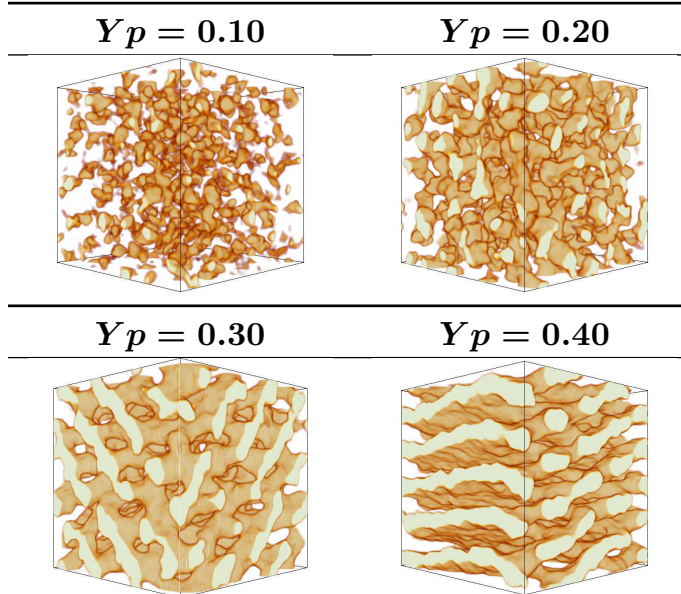 Yp = 0.10
Yp = 0.20
Yp = 0.30
Yp = 0.40